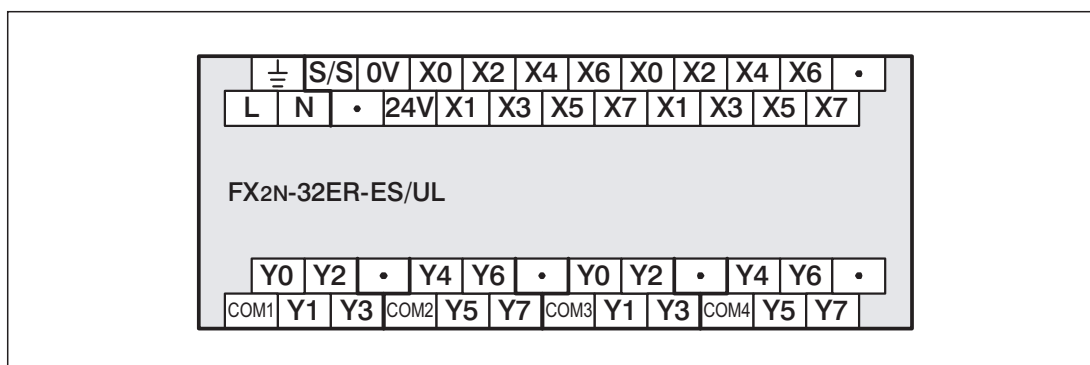 ⏚ S/S 0V X0 X2 X4 X6 X0 X2 X4 X6 •
L N • 24V X1 X3 X5 X7 X1 X3 X5 X7
FX2N-32ER-ES/UL
Y0 Y2 • Y4 Y6 • Y0 Y2 • Y4 Y6 •
COM1 Y1 Y3 COM2 Y5 Y7 COM3 Y1 Y3 COM4 Y5 Y7